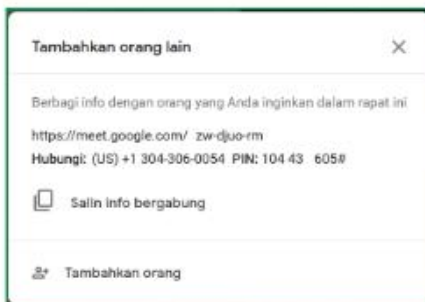 Tambahkan orang lain
Berbagi info dengan orang yang Anda inginkan dalam rapat ini
https://meet.google.com/ zw-djuo-rm
Hubungi: (US) +1 304-306-0054 PIN: 104 43 605#
Salin info bergabung
Tambahkan orang